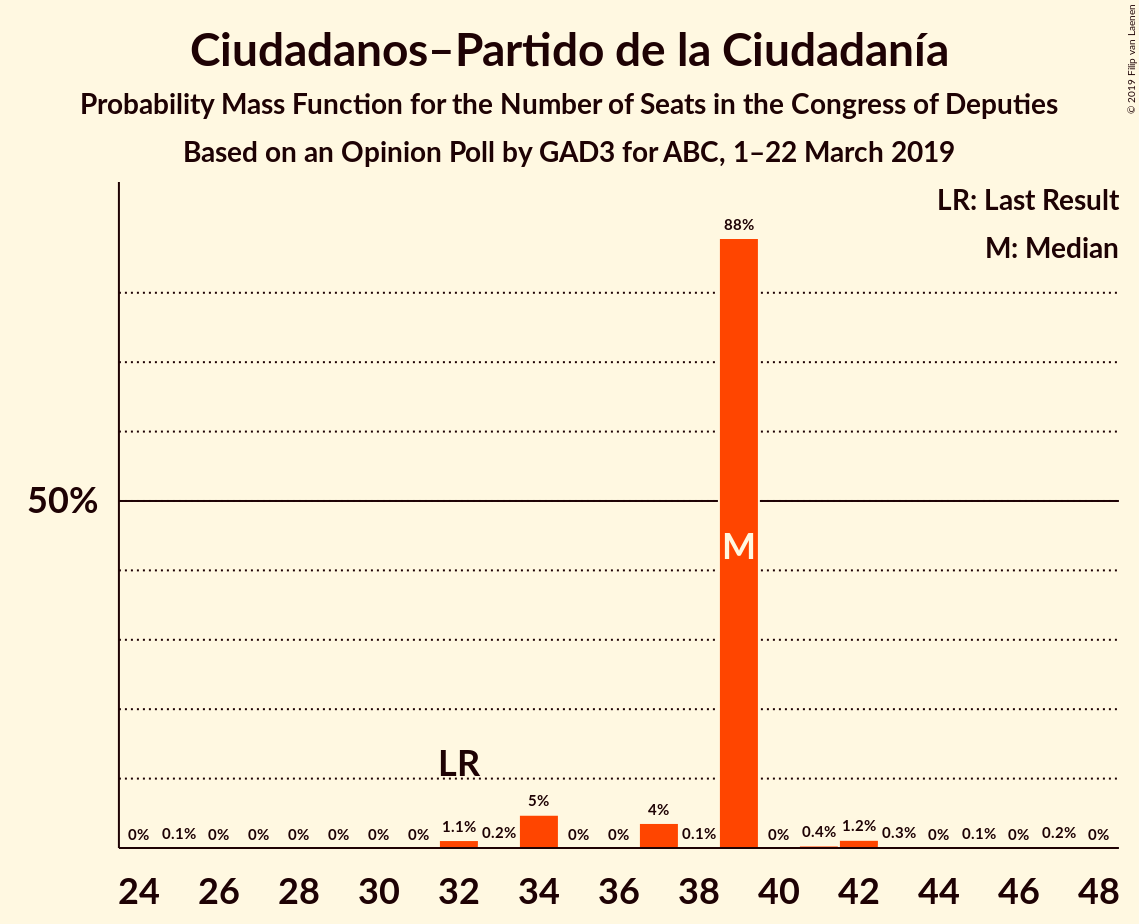 Ciudadanos–Partido de la Ciudadanía
Probability Mass Function for the Number of Seats in the Congress of Deputies
Based on an Opinion Poll by GAD3 for ABC, 1–22 March 2019
© 2019 Filip van Laenen
LR: Last Result
M: Median
88%
50%
M
LR
0% 0.1% 0% 0% 0% 0% 0% 0% 1.1% 0.2% 5% 0% 0% 4% 0.1% 0% 0.4% 1.2% 0.3% 0% 0.1% 0% 0.2% 0%
24 26 28 30 32 34 36 38 40 42 44 46 48